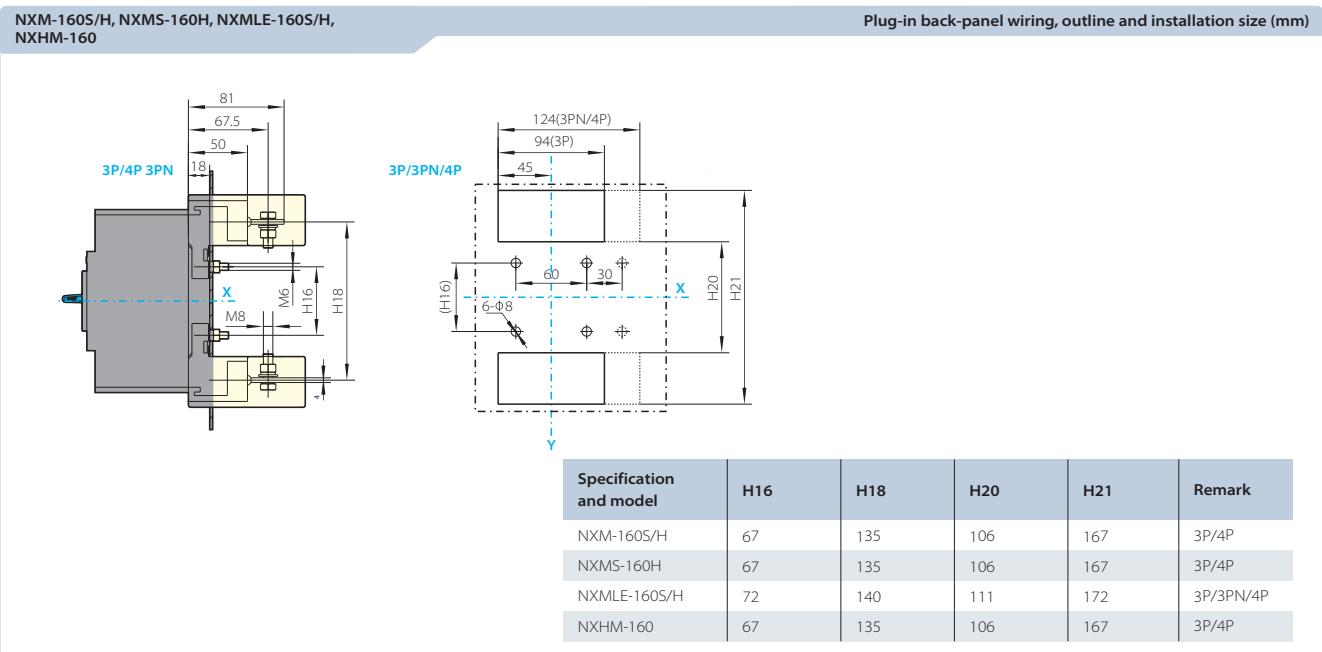 NXM-160S/H, NXMS-160H, NXMLE-160S/H,
NXHM-160
Plug-in back-panel wiring, outline and installation size (mm)
81
67.5
50
3P/4P 3PN
18
X
M6
H16
H18
M8
4
124(3PN/4P)
94(3P)
3P/3PN/4P
45
60
30
X
(H16)
H20
H21
6-Φ8
Y
Specification
and model H16 H18 H20 H21 Remark
NXM-160S/H 67 135 106 167 3P/4P
NXMS-160H 67 135 106 167 3P/4P
NXMLE-160S/H 72 140 111 172 3P/3PN/4P
NXHM-160 67 135 106 167 3P/4P